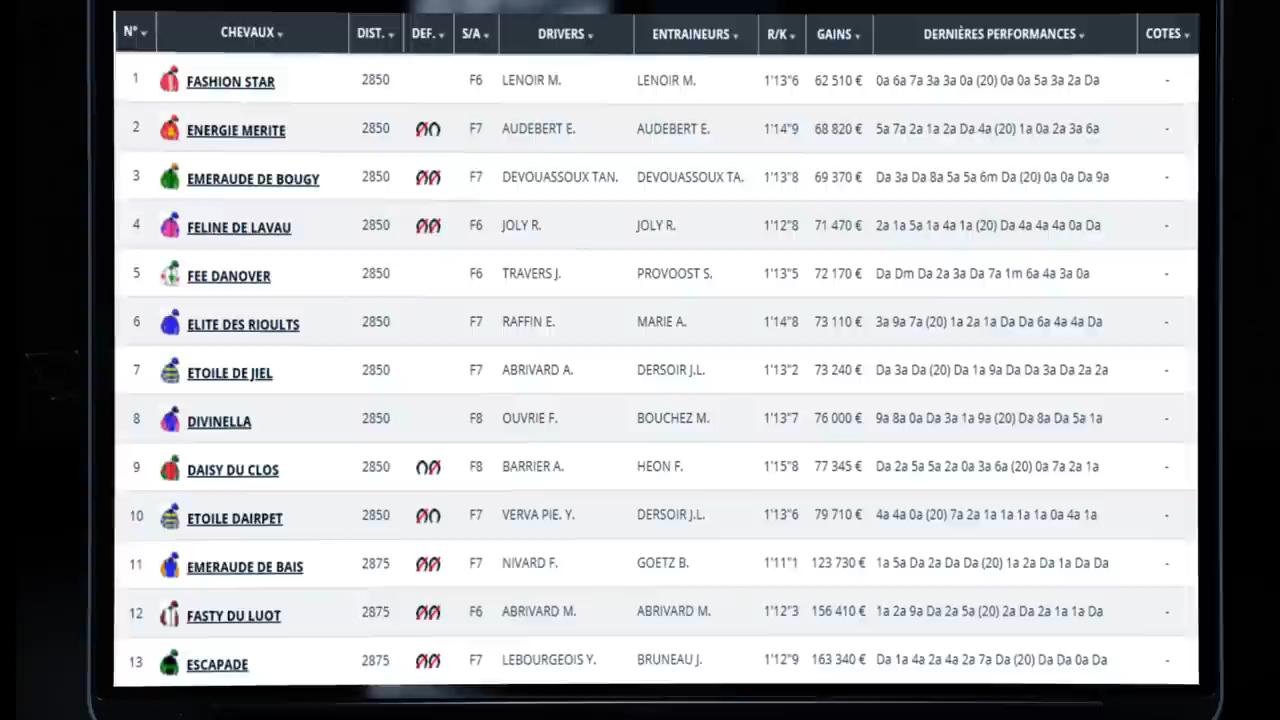 N° CHEVAUX DIST. DEF. S/A DRIVERS ENTRAINEURS R/K GAINS DERNIÈRES PERFORMANCES COTES
1 FASHION STAR 2850 F6 LENOIR M. LENOIR M. 1'13"6 62 510 € 0a 6a 7a 3a 3a 0a (20) 0a 0a 5a 3a 2a Da -
2 ENERGIE MERITE 2850 F7 AUDEBERT E. AUDEBERT E. 1'14"9 68 820 € 5a 7a 2a 1a 2a Da 4a (20) 1a 0a 2a 3a 6a -
3 EMERAUDE DE BOUGY 2850 F7 DEVOUASSOUX TAN. DEVOUASSOUX TA. 1'13"8 69 370 € Da 3a Da 8a 5a 5a 6m Da (20) 0a 0a Da 9a -
4 FELINE DE LAVAU 2850 F6 JOLY R. JOLY R. 1'12"8 71 470 € 2a 1a 5a 1a 4a 1a (20) Da 4a 4a 4a 0a Da -
5 FEE DANOVER 2850 F6 TRAVERS J. PROVOOST S. 1'13"5 72 170 € Da Dm Da 2a 3a Da 7a 1m 6a 4a 3a 0a -
6 ELITE DES RIOULTS 2850 F7 RAFFIN E. MARIE A. 1'14"8 73 110 € 3a 9a 7a (20) 1a 2a 1a Da Da 6a 4a 4a Da -
7 ETOILE DE JIEL 2850 F7 ABRIVARD A. DERSOIR J.L. 1'13"2 73 240 € Da 3a Da (20) Da 1a 9a Da Da 3a Da 2a 2a -
8 DIVINELLA 2850 F8 OUVRIE F. BOUCHEZ M. 1'13"7 76 000 € 9a 8a 0a Da 3a 1a 9a (20) Da 8a Da 5a 1a -
9 DAISY DU CLOS 2850 F8 BARRIER A. HEON F. 1'15"8 77 345 € Da 2a 5a 5a 2a 0a 3a 6a (20) 0a 7a 2a 1a -
10 ETOILE DAIRPET 2850 F7 VERVA PIE. Y. DERSOIR J.L. 1'13"6 79 710 € 4a 4a 0a (20) 7a 2a 1a 1a 1a 1a 0a 4a 1a -
11 EMERAUDE DE BAIS 2875 F7 NIVARD F. GOETZ B. 1'11"1 123 730 € 1a 5a Da 2a Da Da (20) 1a 2a Da 1a Da Da -
12 FASTY DU LUOT 2875 F6 ABRIVARD M. ABRIVARD M. 1'12"3 156 410 € 1a 2a 9a Da 2a 5a (20) 2a Da 2a 1a 1a Da -
13 ESCAPADE 2875 F7 LEBOURGEOIS Y. BRUNEAU J. 1'12"9 163 340 € Da 1a 4a 2a 4a 2a 7a Da (20) Da Da 0a Da -